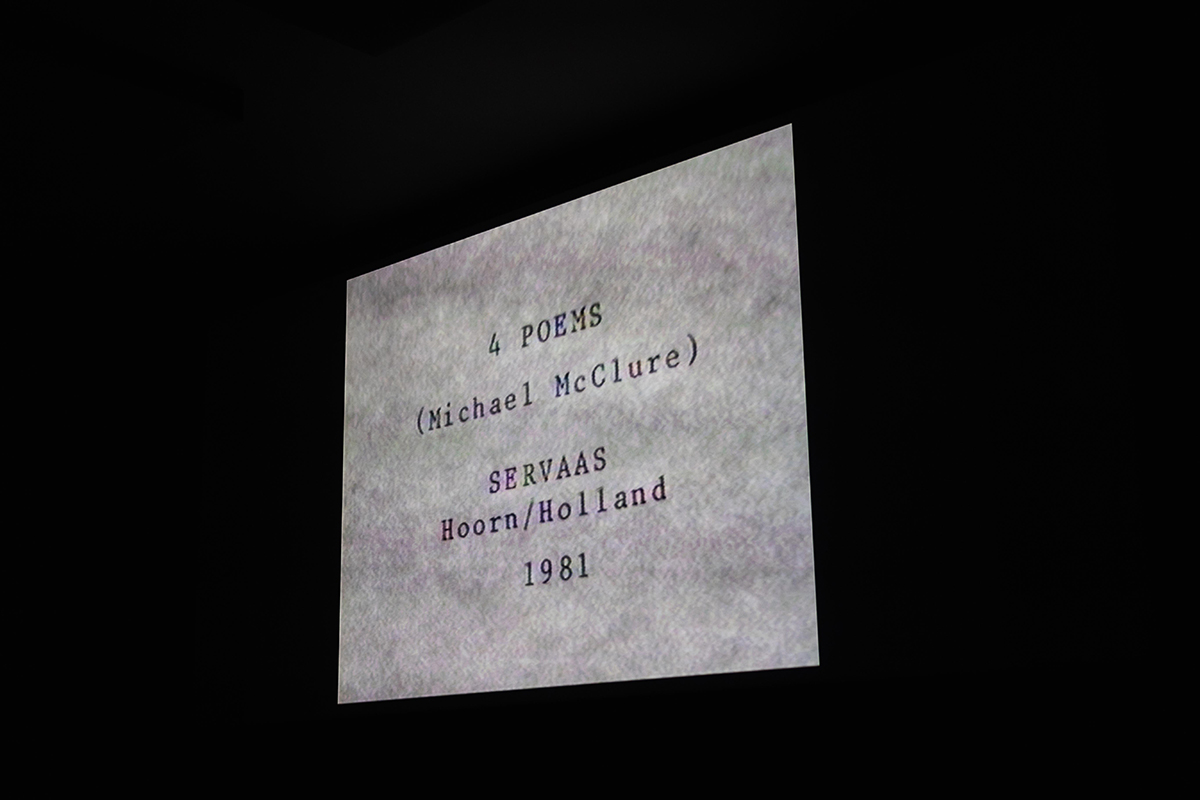 4 POEMS
(Michael McClure)
SERVAAS
Hoorn/Holland
1981